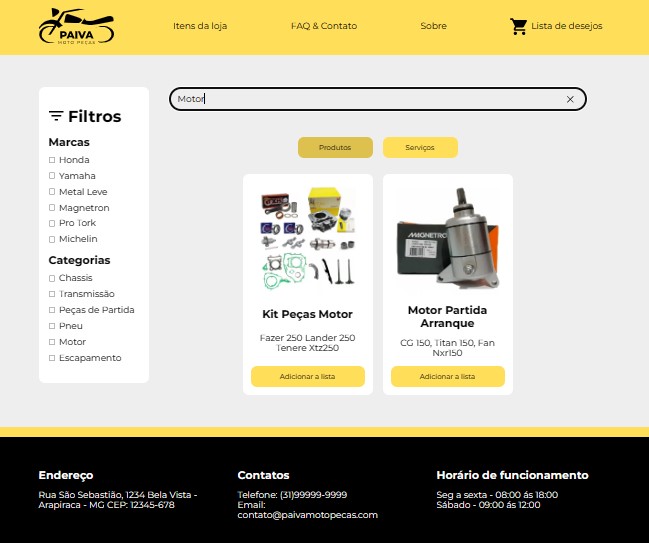 PAIVA
MOTO PEÇAS
Itens da loja
FAQ & Contato
Sobre
Lista de desejos
Motor
Filtros
Marcas
Honda
Yamaha
Metal Leve
Magnetron
Pro Tork
Michelin
Categorias
Chassis
Transmissão
Peças de Partida
Pneu
Motor
Escapamento
Produtos
Serviços
Kit Peças Motor
Fazer 250 Lander 250
Tenere Xtz250
Adicionar a lista
MAGNETRO
Motor Partida
Arranque
CG 150, Titan 150, Fan
Nxr150
Adicionar a lista
Endereço
Rua São Sebastião, 1234 Bela Vista -
Arapiraca - MG CEP: 12345-678
Contatos
Telefone: (31)99999-9999
Email:
contato@paivamotopecas.com
Horário de funcionamento
Seg a sexta - 08:00 ás 18:00
Sábado - 09:00 ás 12:00